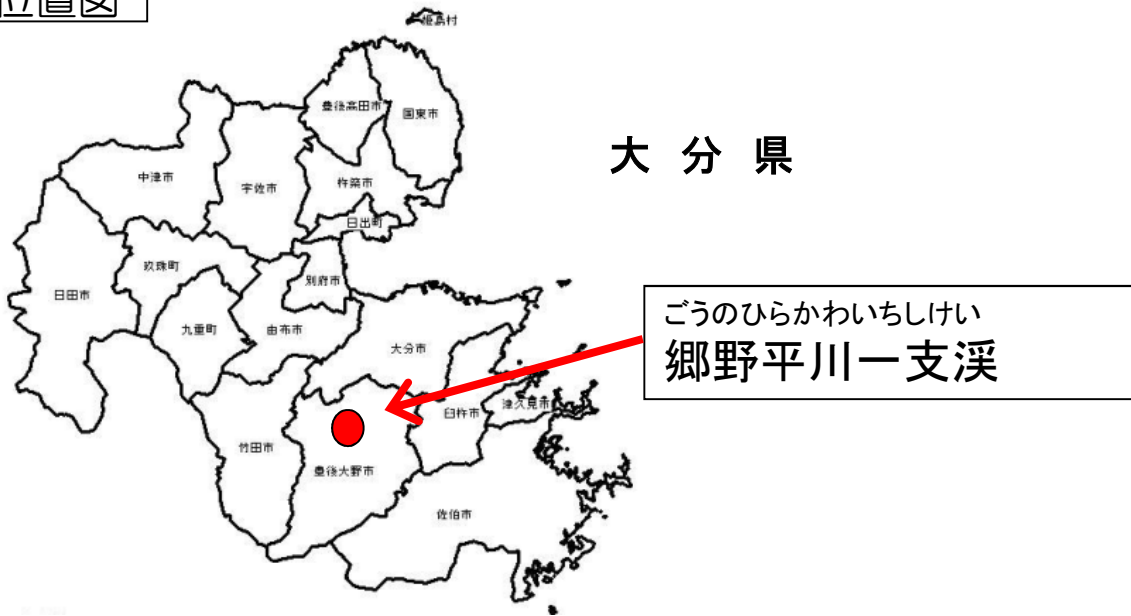 位置図
姫島村
豊後高田市
国東市
大分県
中津市
宇佐市
杵築市
日出町
玖珠町
別府市
日田市
九重町
由布市
大分市
ごうのひらかわいちしけい
郷野平川一支渓
臼杵市
津久見市
竹田市
豊後大野市
佐伯市